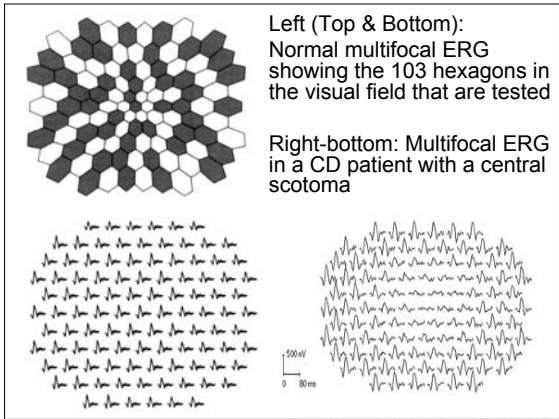 Left (Top & Bottom):
Normal multifocal ERG
showing the 103 hexagons in
the visual field that are tested
Right-bottom: Multifocal ERG
in a CD patient with a central
scotoma
500 nV
0 80 ms